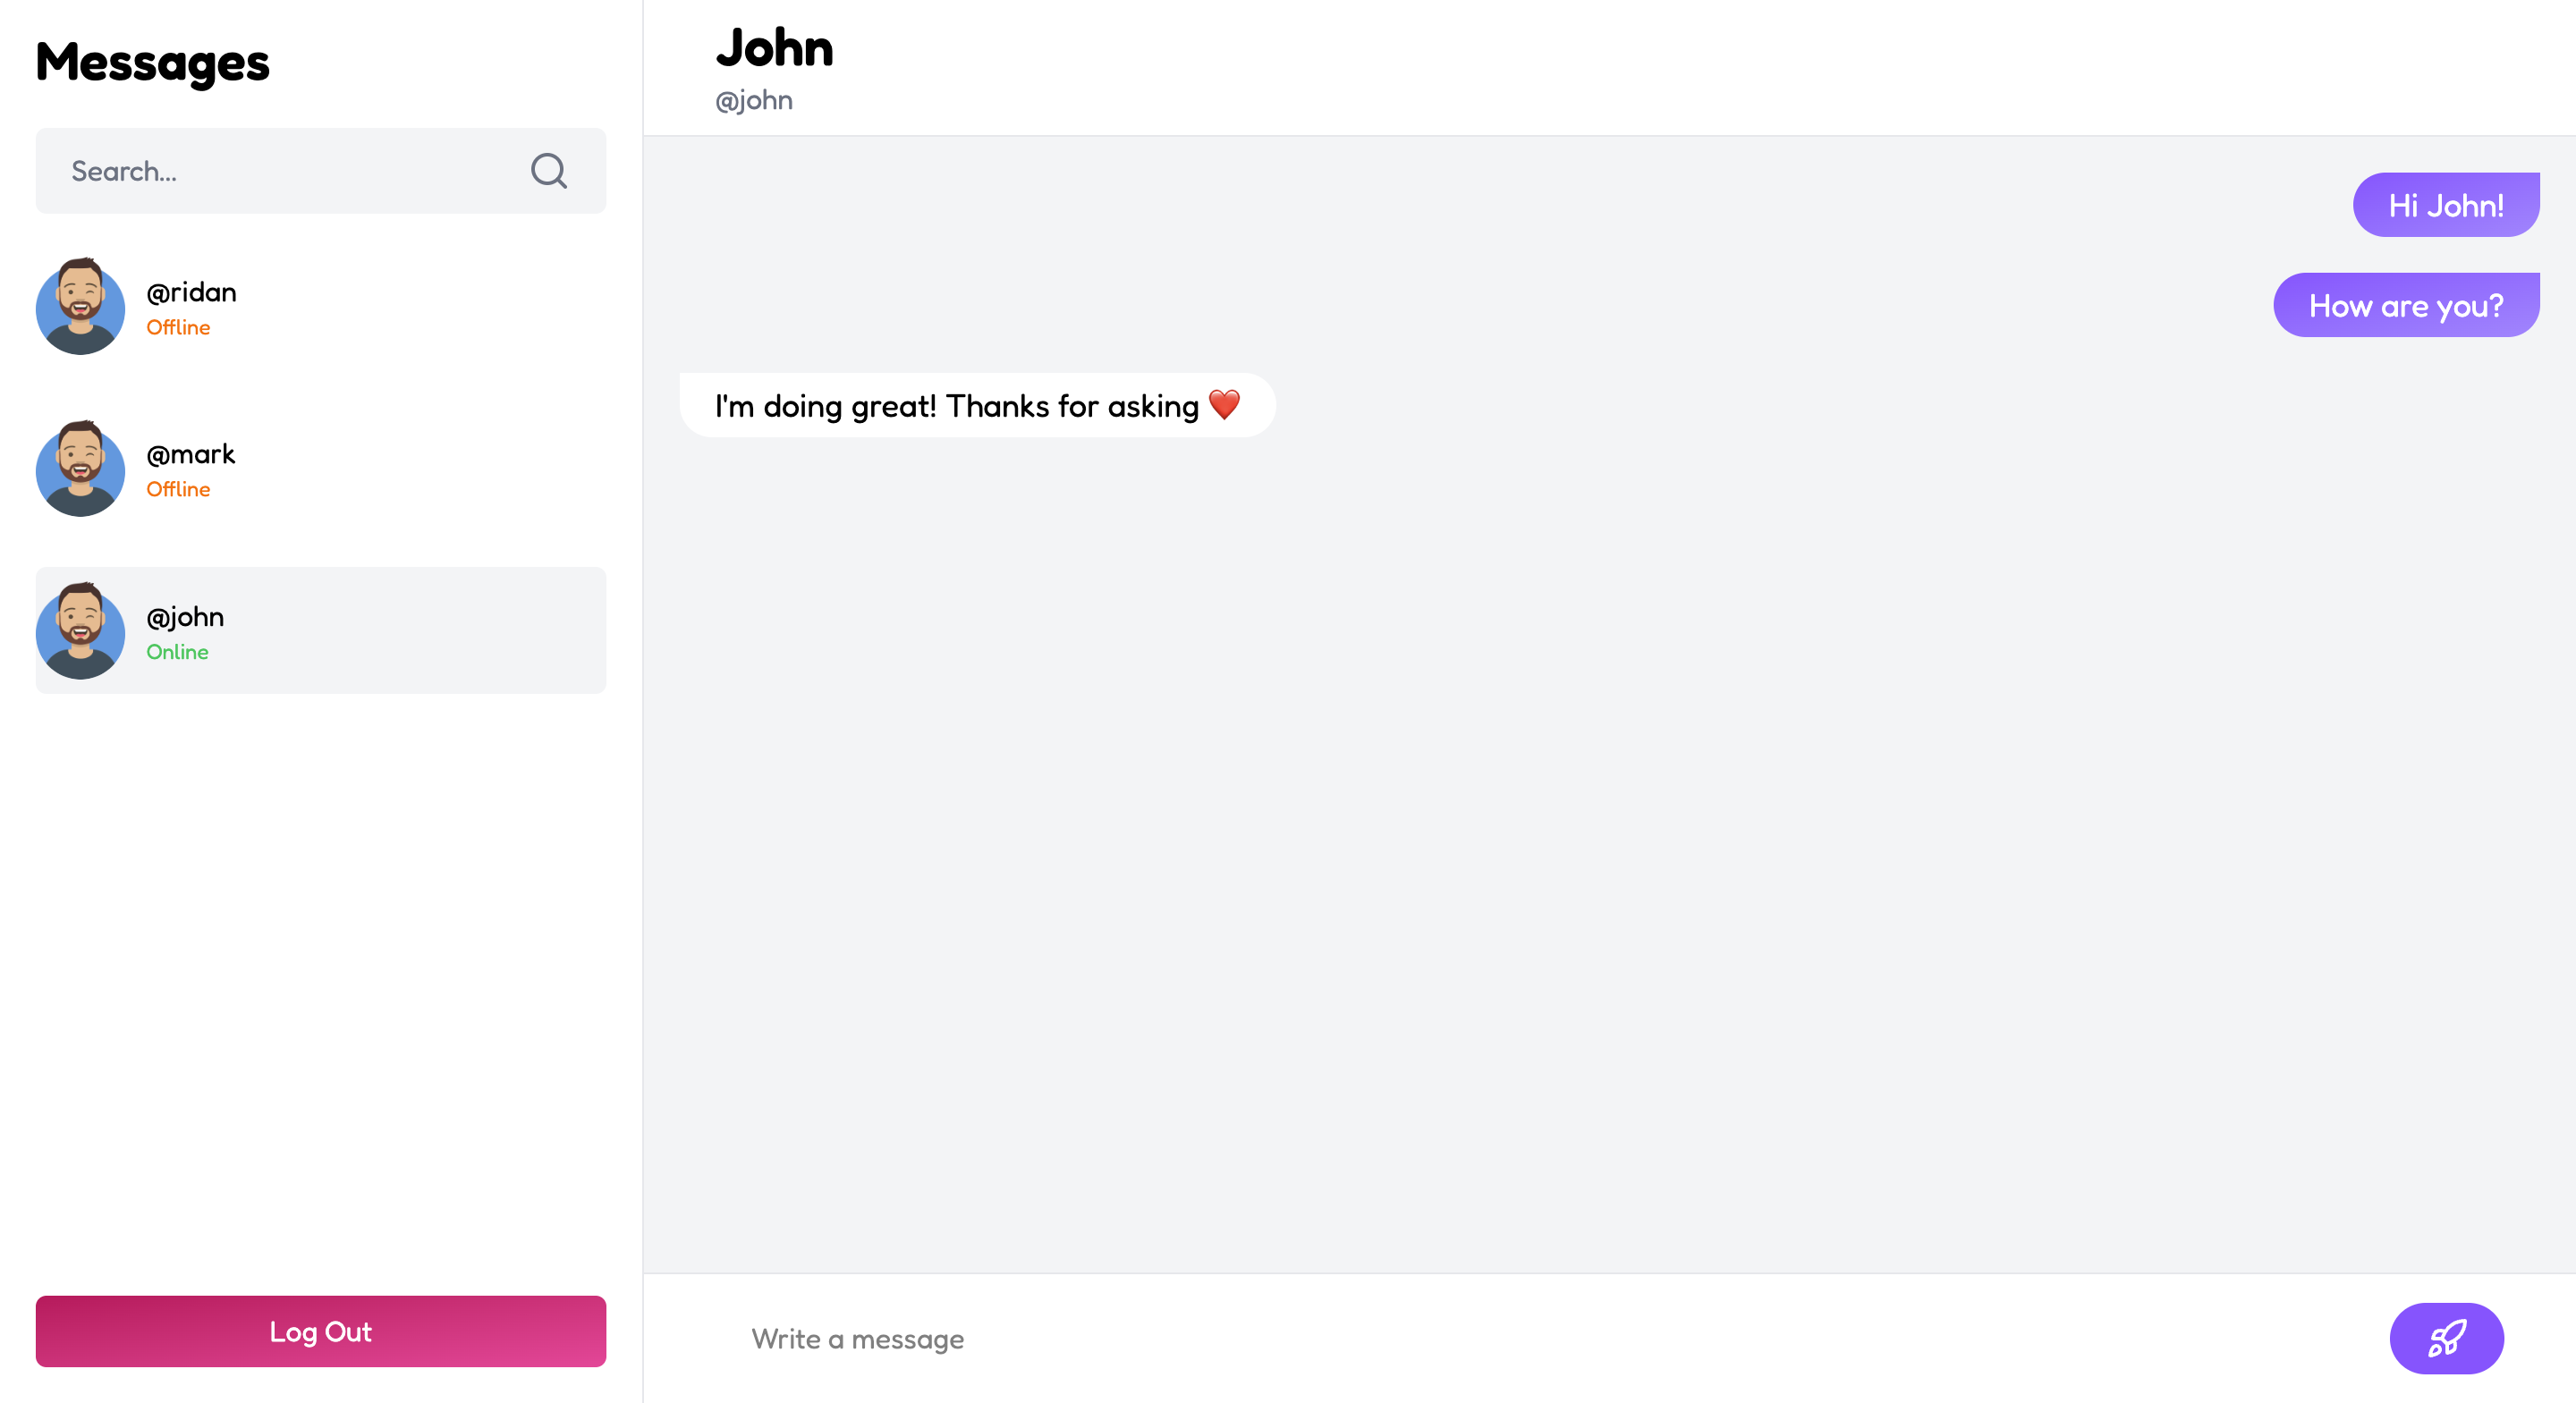 Messages
Search...
@ridan
Offline
@mark
Offline
@john
Online
Log Out
John
@john
Hi John!
How are you?
I'm doing great! Thanks for asking ❤️
Write a message